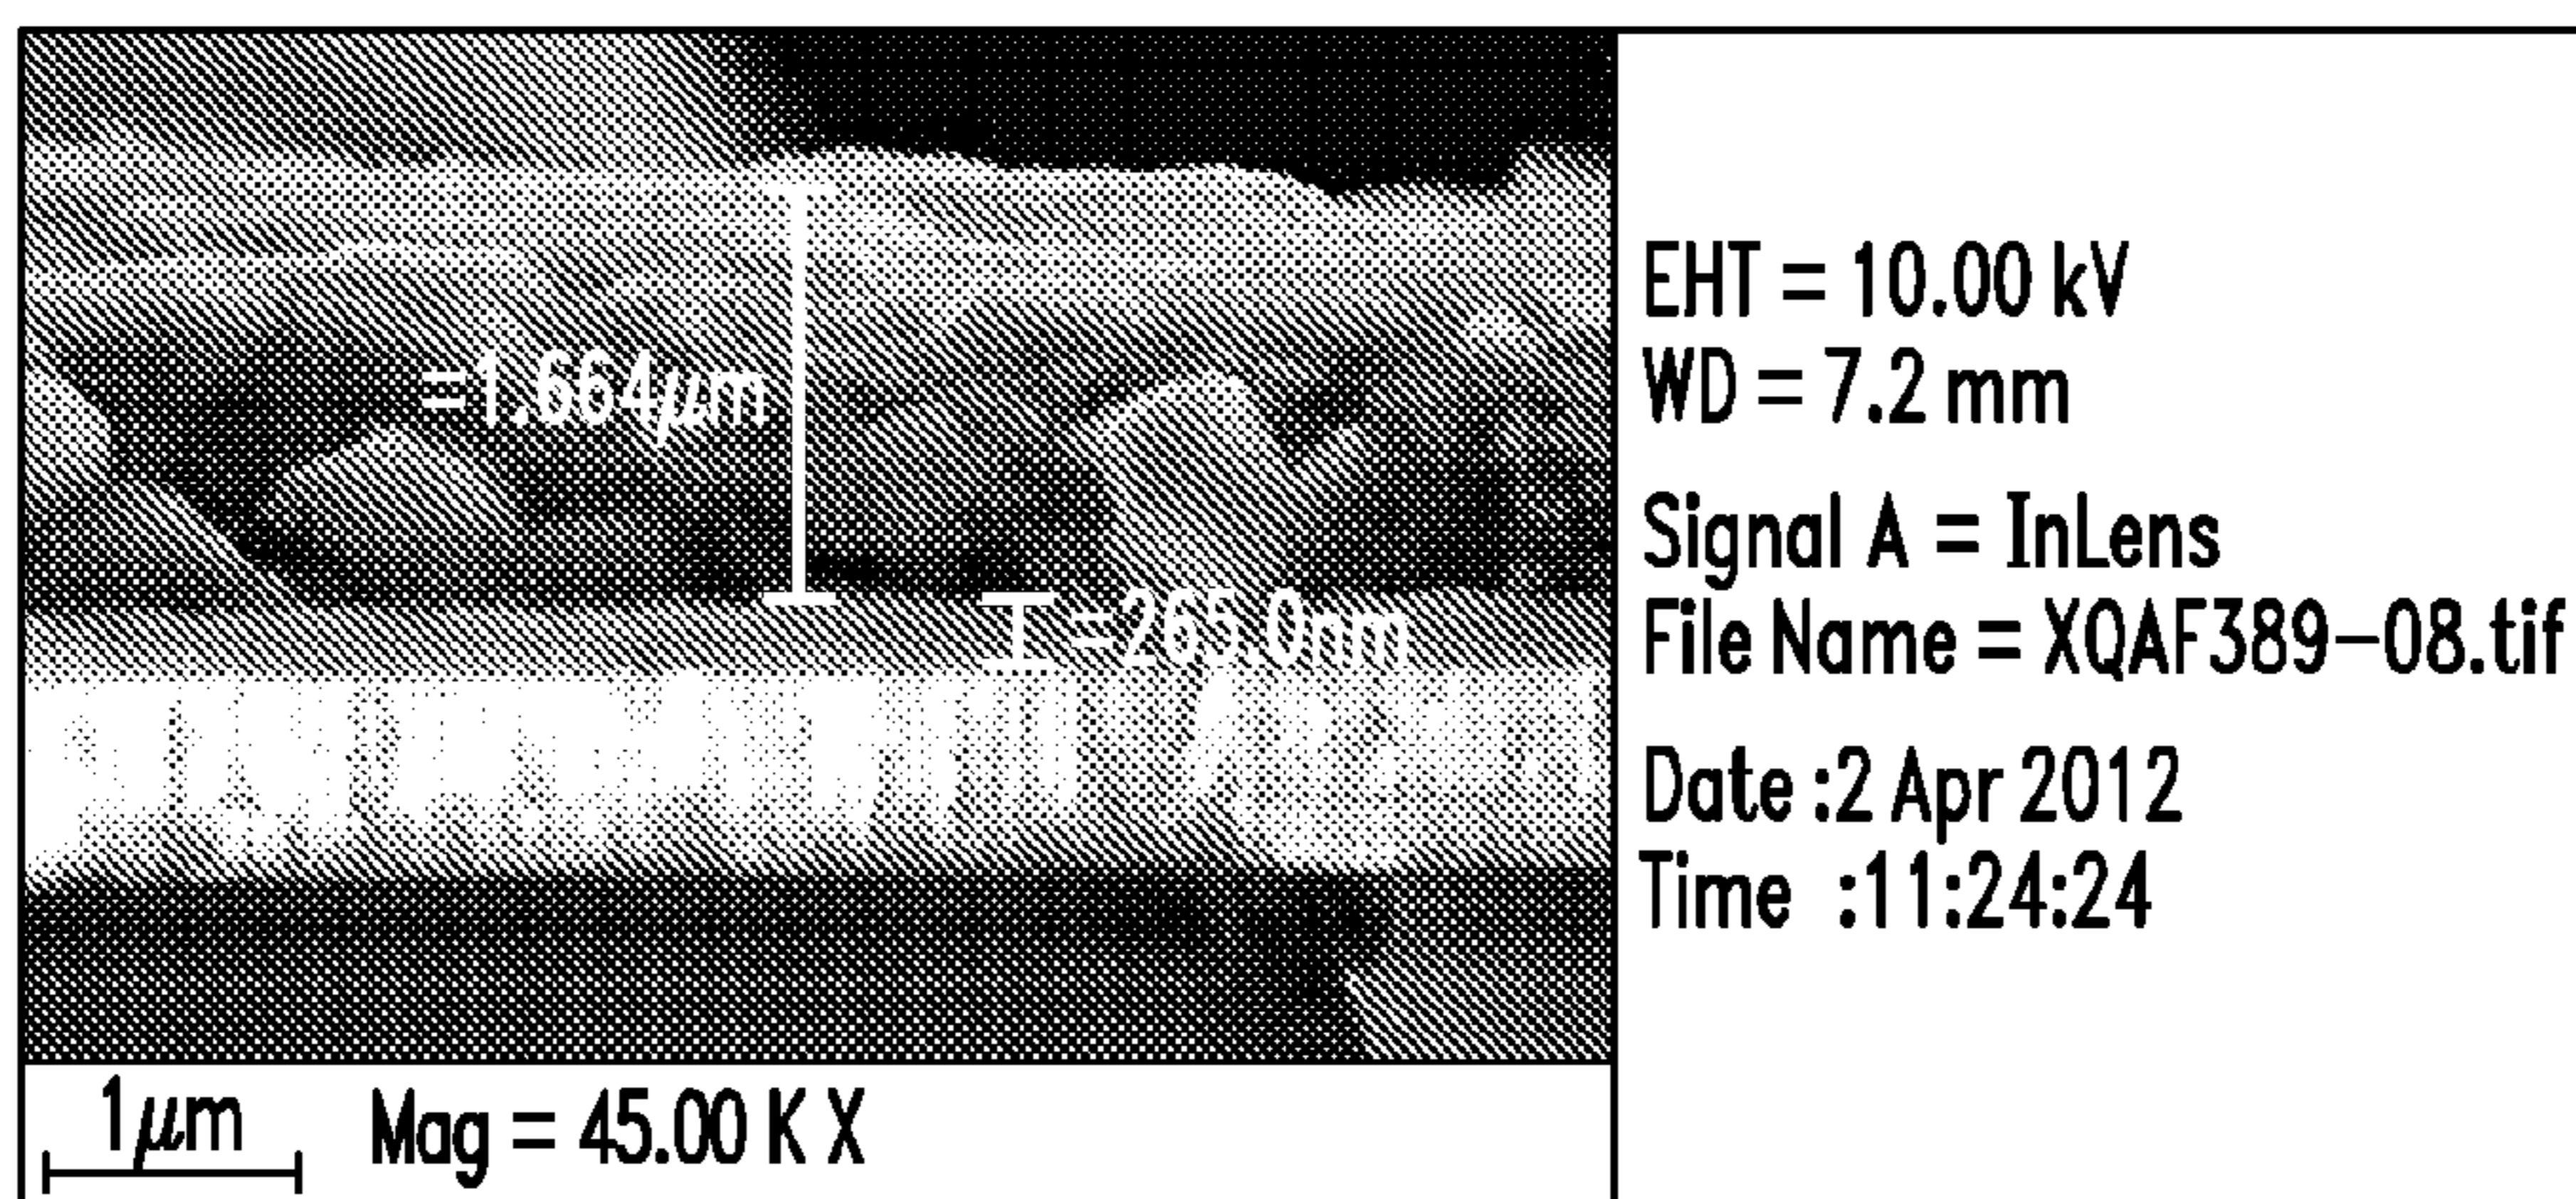 =1.664μm
=265.0nm
1μm
Mag = 45.00 K X
EHT = 10.00 kV
WD = 7.2 mm
Signal A = InLens
File Name = XQAF389-08.tif
Date :2 Apr 2012
Time :11:24:24